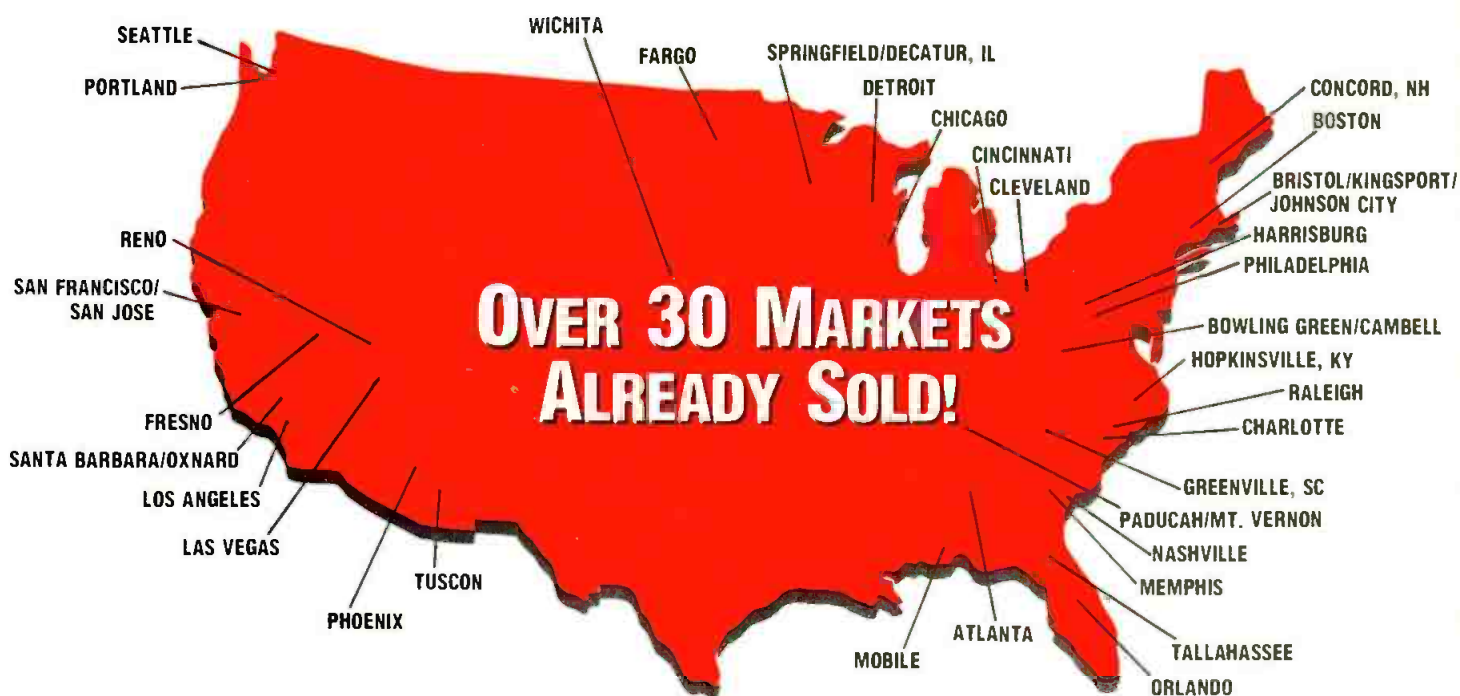 SEATTLE
PORTLAND
WICHITA
FARGO
SPRINGFIELD/DECATUR, IL
DETROIT
CHICAGO
CINCINNATI
CLEVELAND
CONCORD, NH
BOSTON
BRISTOL/KINGSPORT/
JOHNSON CITY
HARRISBURG
PHILADELPHIA
BOWLING GREEN/CAMBELL
HOPKINSVILLE, KY
RALEIGH
CHARLOTTE
GREENVILLE, SC
PADUCAH/MT. VERNON
NASHVILLE
MEMPHIS
TALLAHASSEE
ORLANDO
ATLANTA
MOBILE
RENO
SAN FRANCISCO/
SAN JOSE
FRESNO
SANTA BARBARA/OXNARD
LOS ANGELES
LAS VEGAS
PHOENIX
TUSCON
OVER 30 MARKETS
ALREADY SOLD!